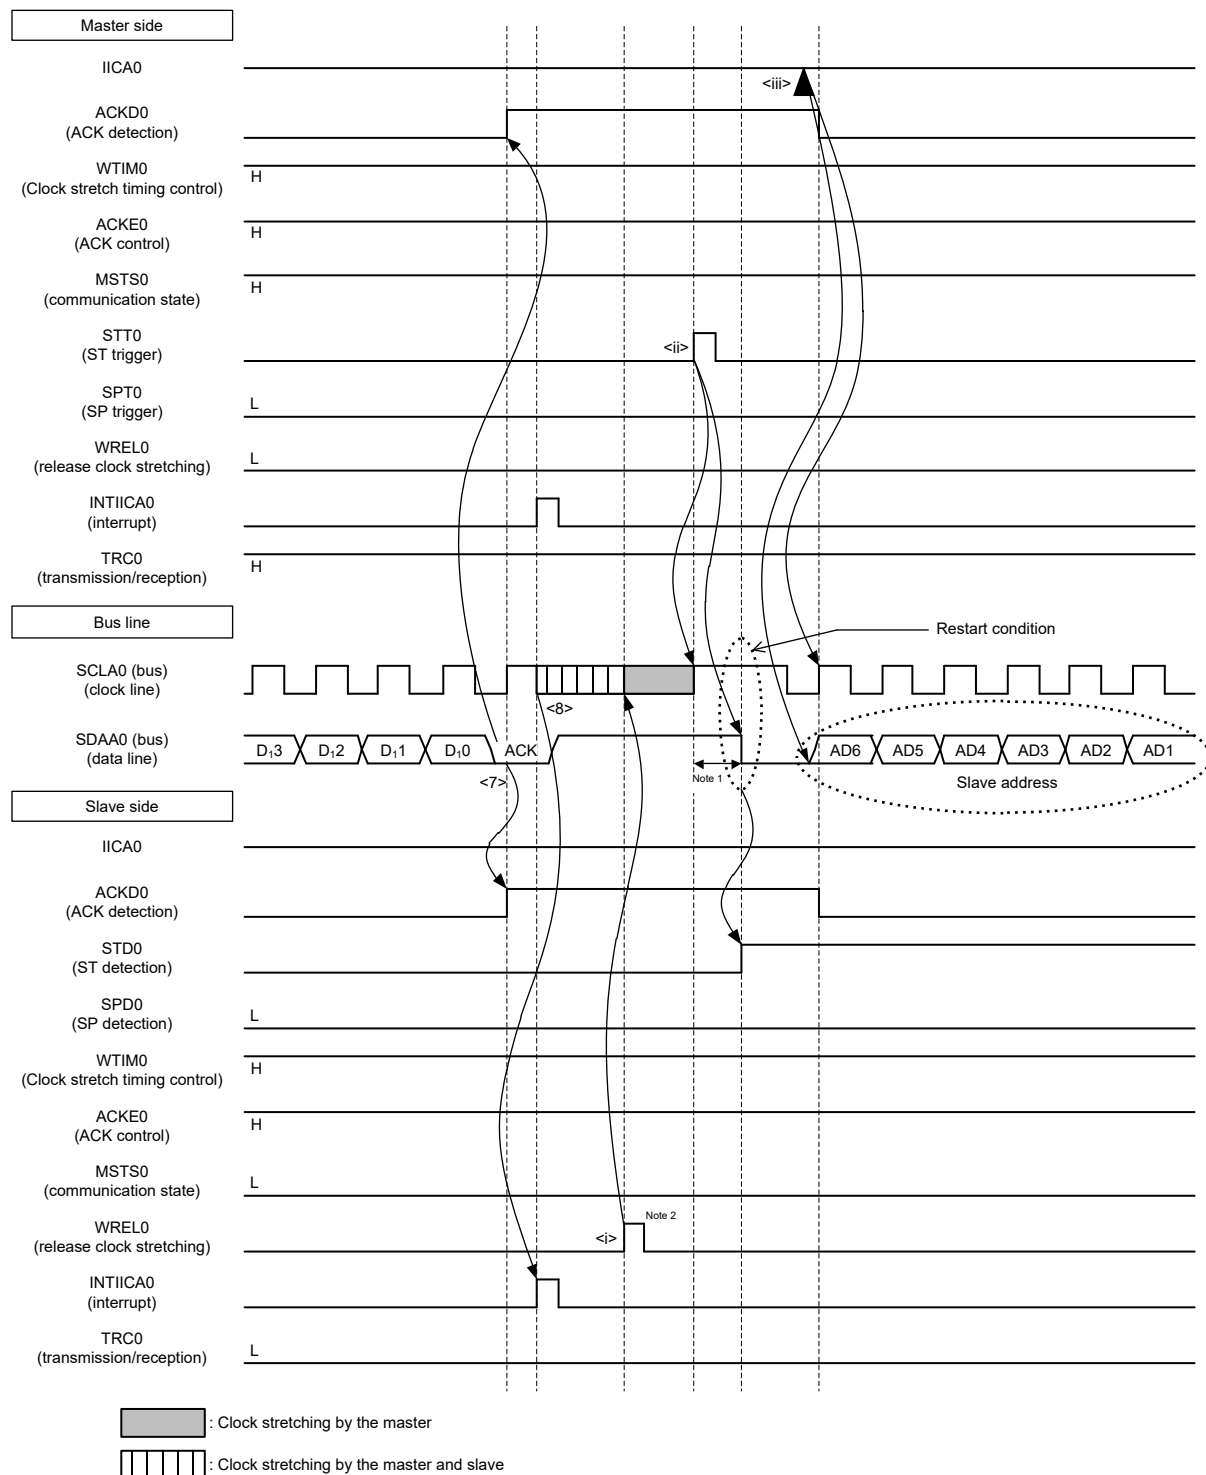 Master side
IICA0
<iii>
ACKD0
(ACK detection)
WTIM0
(Clock stretch timing control)
H
ACKE0
(ACK control)
H
MSTS0
(communication state)
H
STT0
(ST trigger)
<ii>
SPT0
(SP trigger)
L
WREL0
(release clock stretching)
L
INTIICA0
(interrupt)
TRC0
(transmission/reception)
H
Bus line
Restart condition
SCLA0 (bus)
(clock line)
<8>
SDAA0 (bus)
(data line)
D₁3 D₁2 D₁1 D₁0 ACK AD6 AD5 AD4 AD3 AD2 AD1
<7>
Note 1
Slave address
Slave side
IICA0
ACKD0
(ACK detection)
STD0
(ST detection)
SPD0
(SP detection)
L
WTIM0
(Clock stretch timing control)
H
ACKE0
(ACK control)
H
MSTS0
(communication state)
L
WREL0
(release clock stretching)
<i>
Note 2
INTIICA0
(interrupt)
TRC0
(transmission/reception)
L
: Clock stretching by the master
: Clock stretching by the master and slave